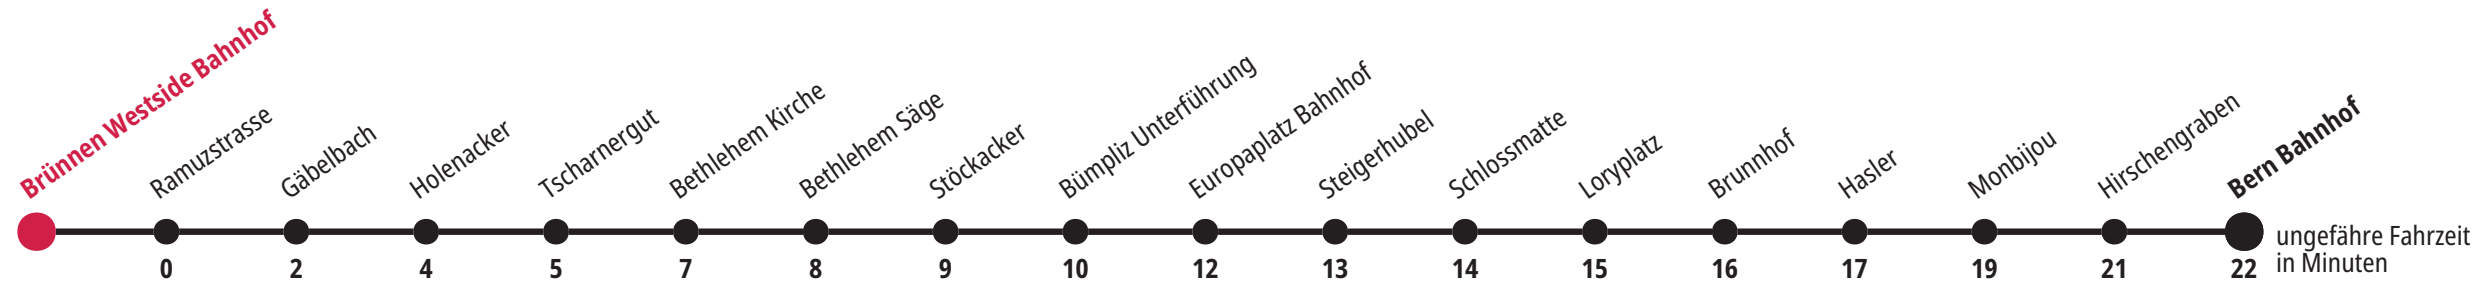 Brünnen Westside Bahnhof
Ramuzstrasse
Gäbelbach
Holenacker
Tscharnergut
Bethlehem Kirche
Bethlehem Säge
Stöckacker
Bümpliz Unterführung
Europaplatz Bahnhof
Steigerhubel
Schlossmatte
Loryplatz
Brunnhof
Hasler
Monbijou
Hirschengraben
Bern Bahnhof
0 2 4 5 7 8 9 10 12 13 14 15 16 17 19 21 22
ungefähre Fahrzeit
in Minuten